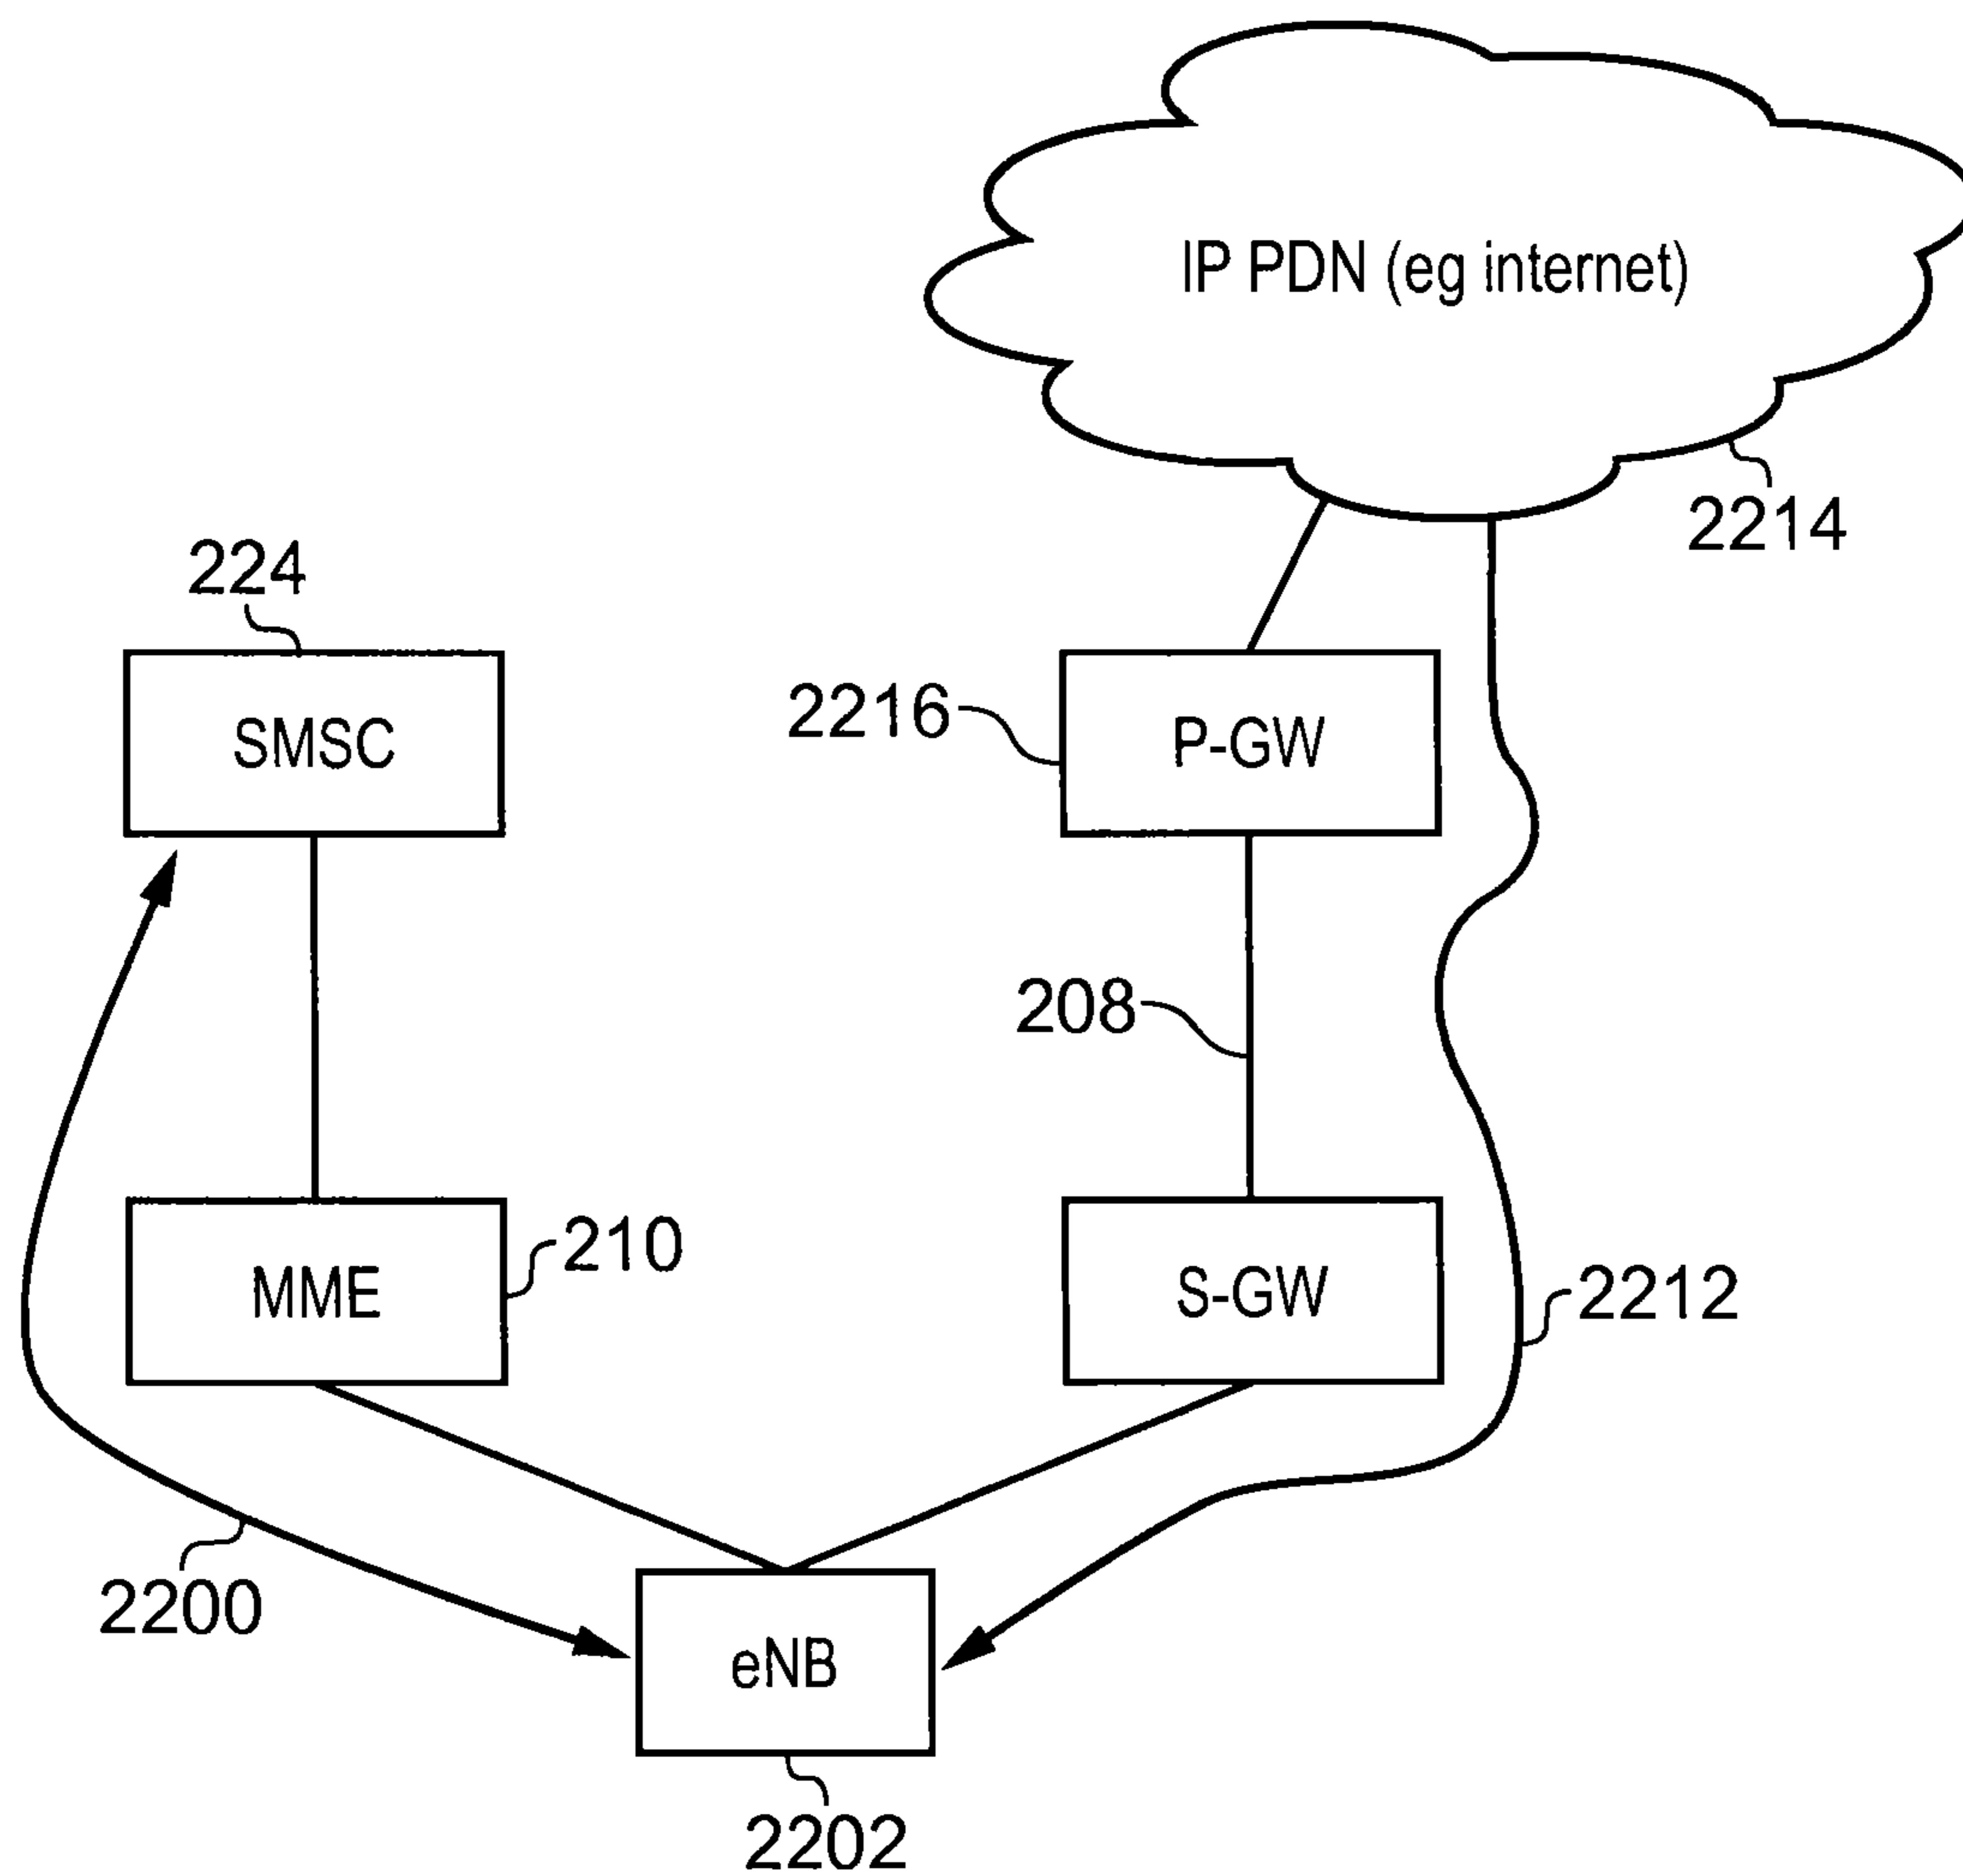 IP PDN (eg internet)
2214
224
SMSC
2216
P-GW
208
MME
210
S-GW
2212
2200
eNB
2202